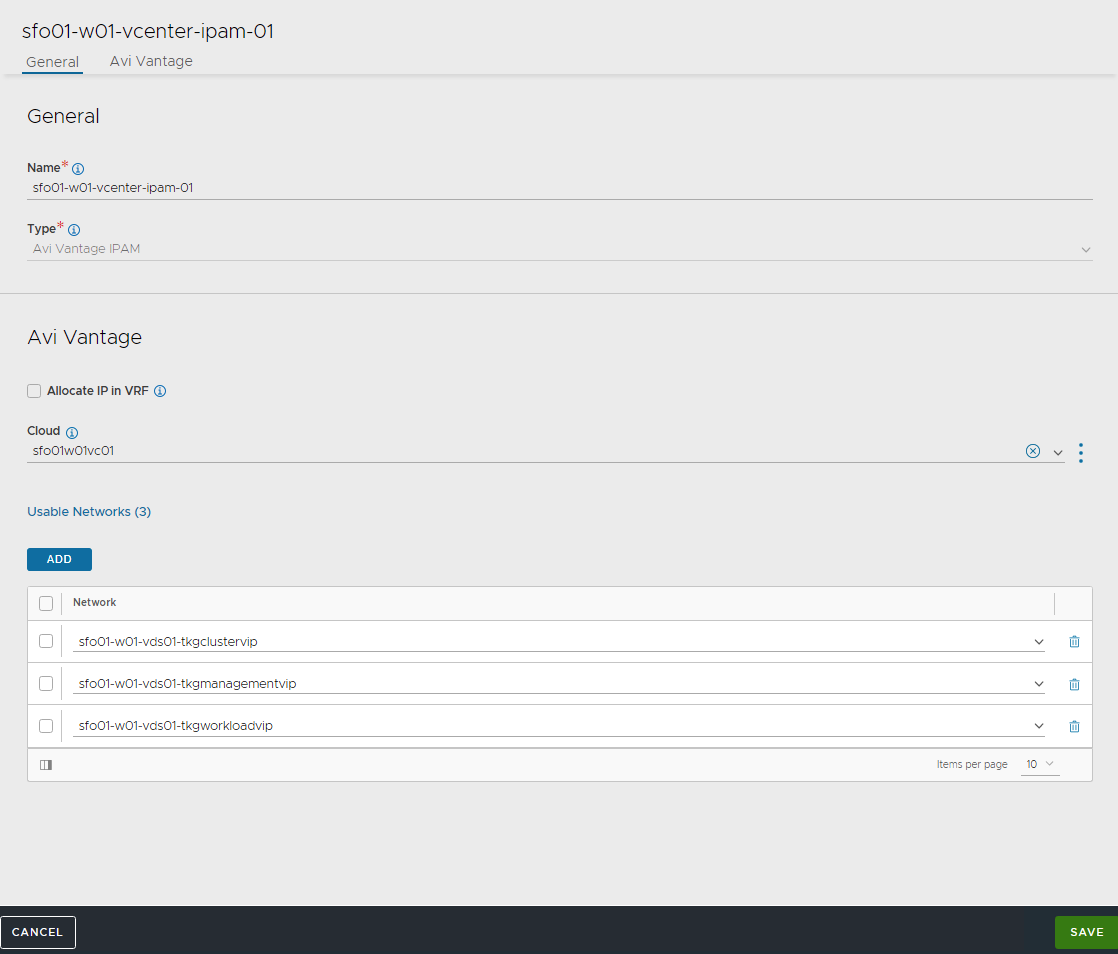 sfo01-w01-vcenter-ipam-01
General Avi Vantage
General
Name*
sfo01-w01-vcenter-ipam-01
Type*
Avi Vantage IPAM
Avi Vantage
Allocate IP in VRF
Cloud
sfo01w01vc01
Usable Networks (3)
ADD
Network
sfo01-w01-vds01-tkgclustervip
sfo01-w01-vds01-tkgmanagementvip
sfo01-w01-vds01-tkgworkloadvip
Items per page 10
CANCEL SAVE